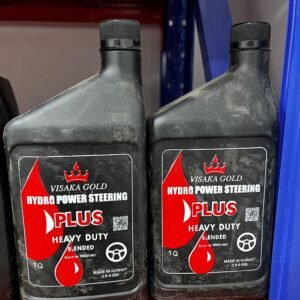 VISAKA GOLD
HYDRO POWER STEERING
PLUS
HEAVY DUTY
BLENDED
1Q
MADE IN KUWAIT
VISAKA GOLD
HYDRO POWER STEERING
PLUS
HEAVY DUTY
BLENDED
1Q
MADE IN KUWAIT